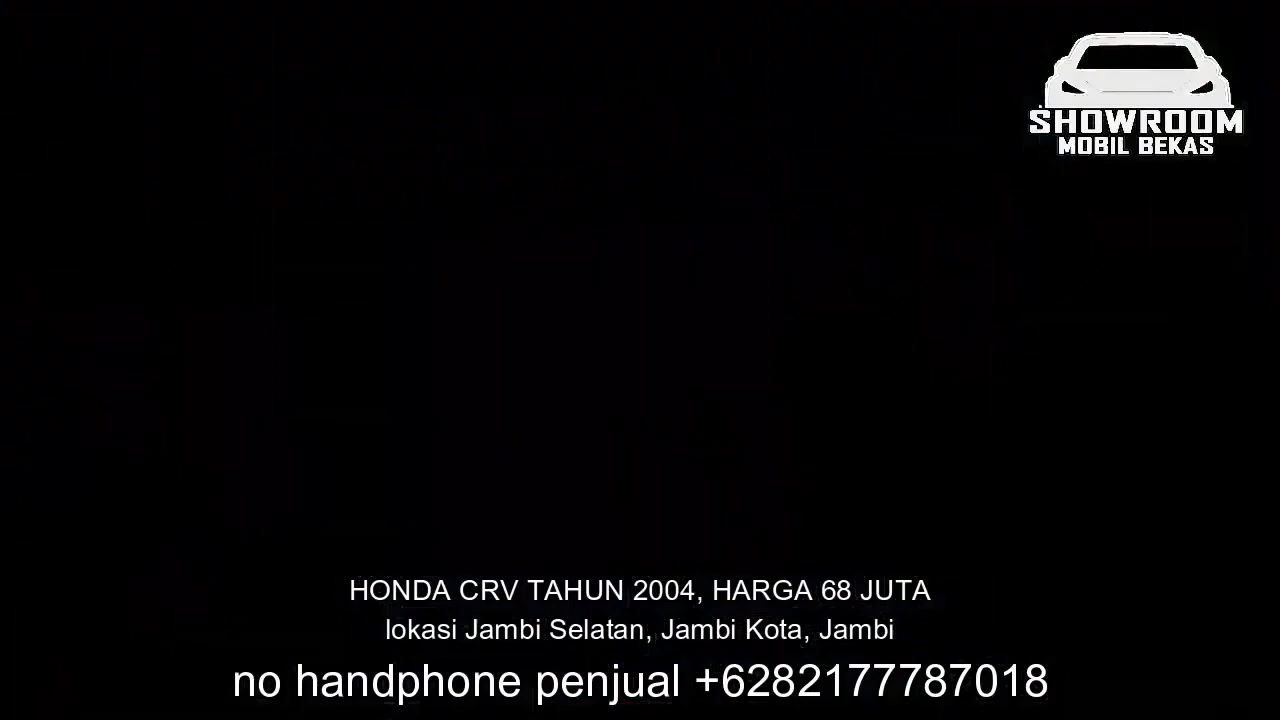 SHOWROOM
MOBIL BEKAS
HONDA CRV TAHUN 2004, HARGA 68 JUTA
lokasi Jambi Selatan, Jambi Kota, Jambi
no handphone penjual +6282177787018